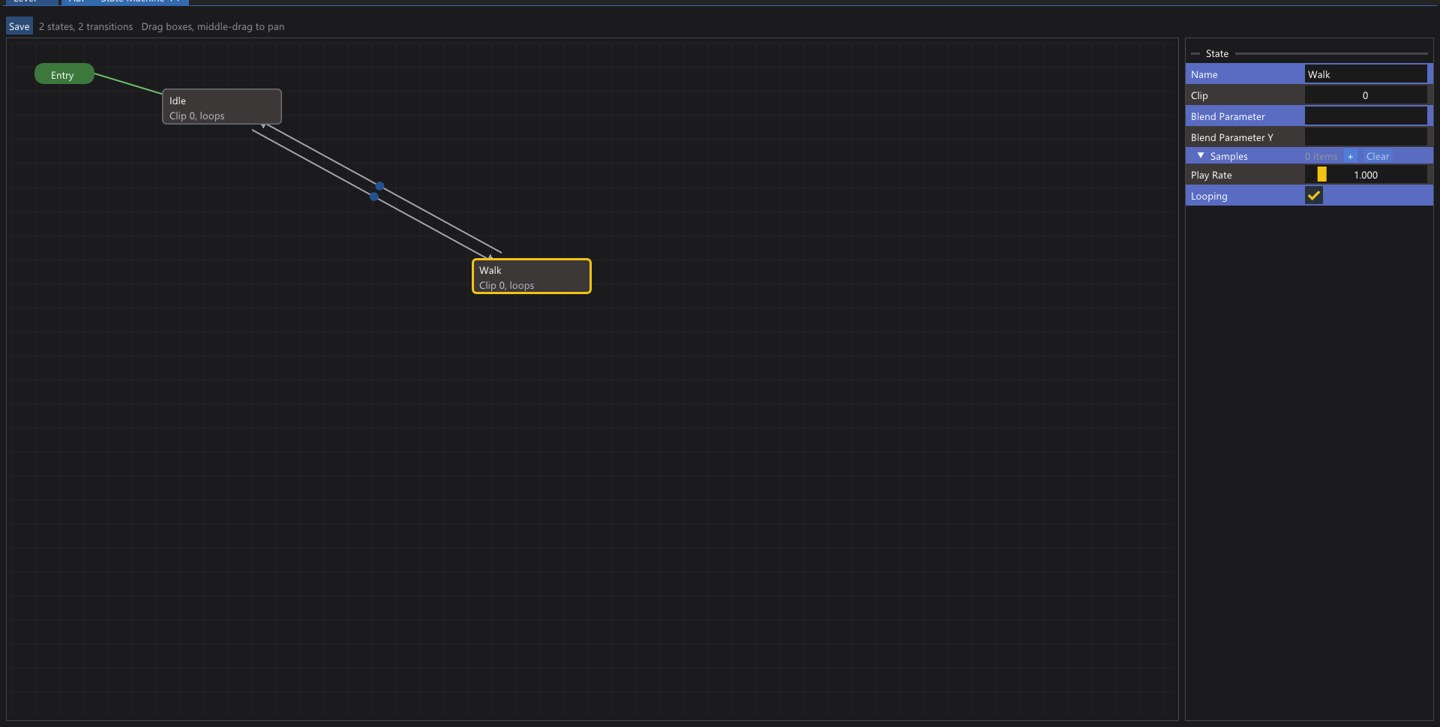 Save 2 states, 2 transitions Drag boxes, middle-drag to pan
Entry
Idle
Clip 0, loops
Walk
Clip 0, loops
State
Name Walk
Clip 0
Blend Parameter
Blend Parameter Y
Samples 0 items + Clear
Play Rate 1.000
Looping